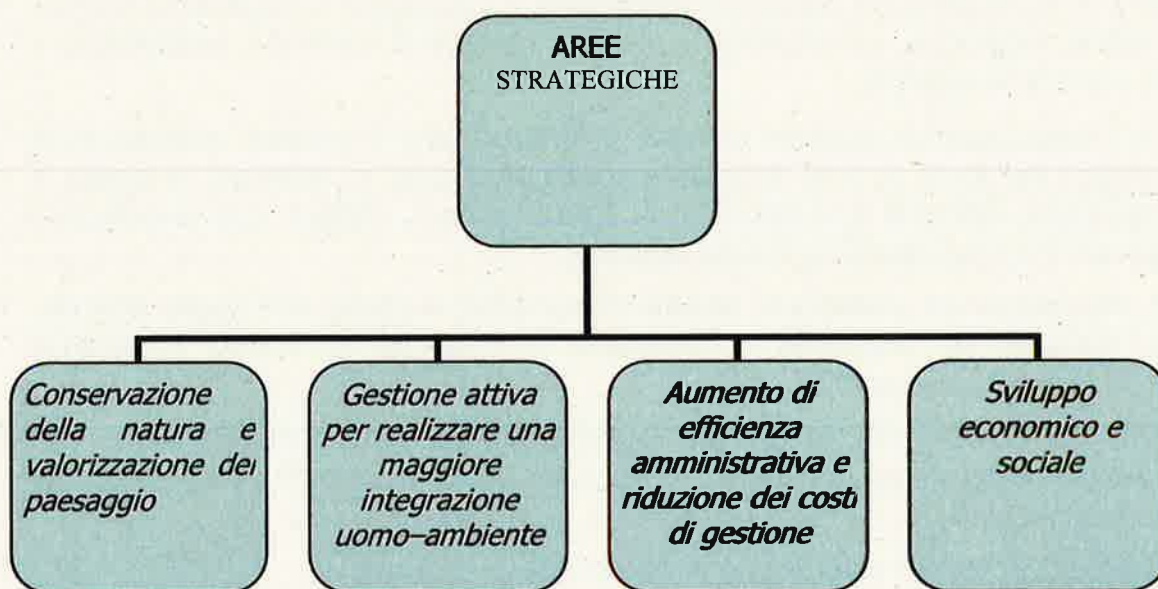 AREE
STRATEGICHE
Conservazione
della natura e
valorizzazione del
paesaggio
Gestione attiva
per realizzare una
maggiore
integrazione
uomo–ambiente
Aumento di
efficienza
amministrativa e
riduzione dei costi
di gestione
Sviluppo
economico e
sociale